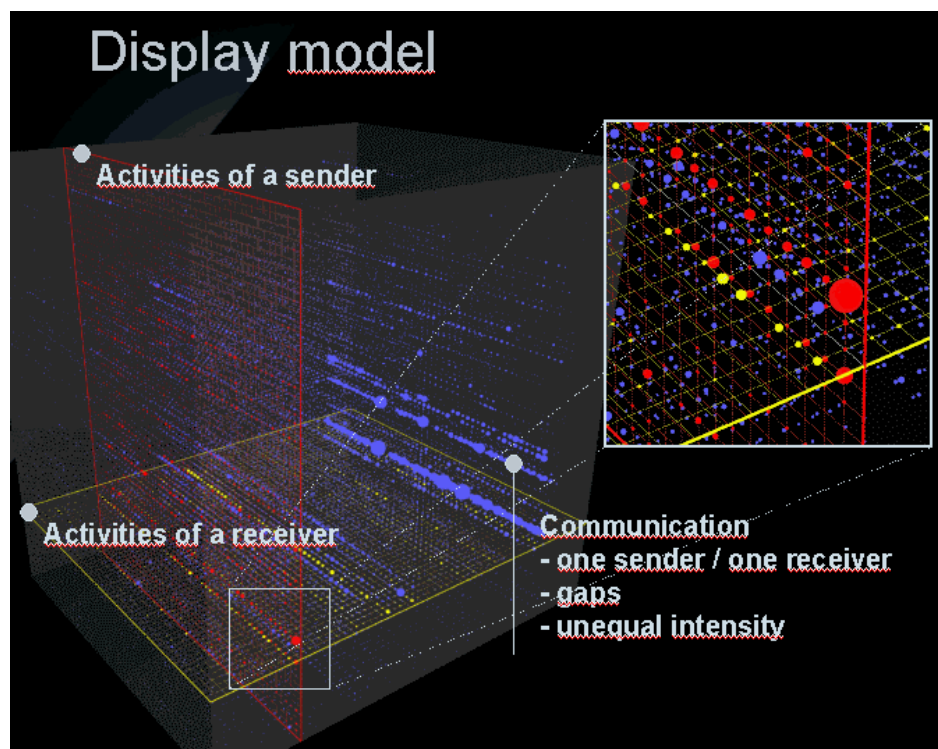 Display model
Activities of a sender
Activities of a receiver
Communication
- one sender / one receiver
- gaps
- unequal intensity